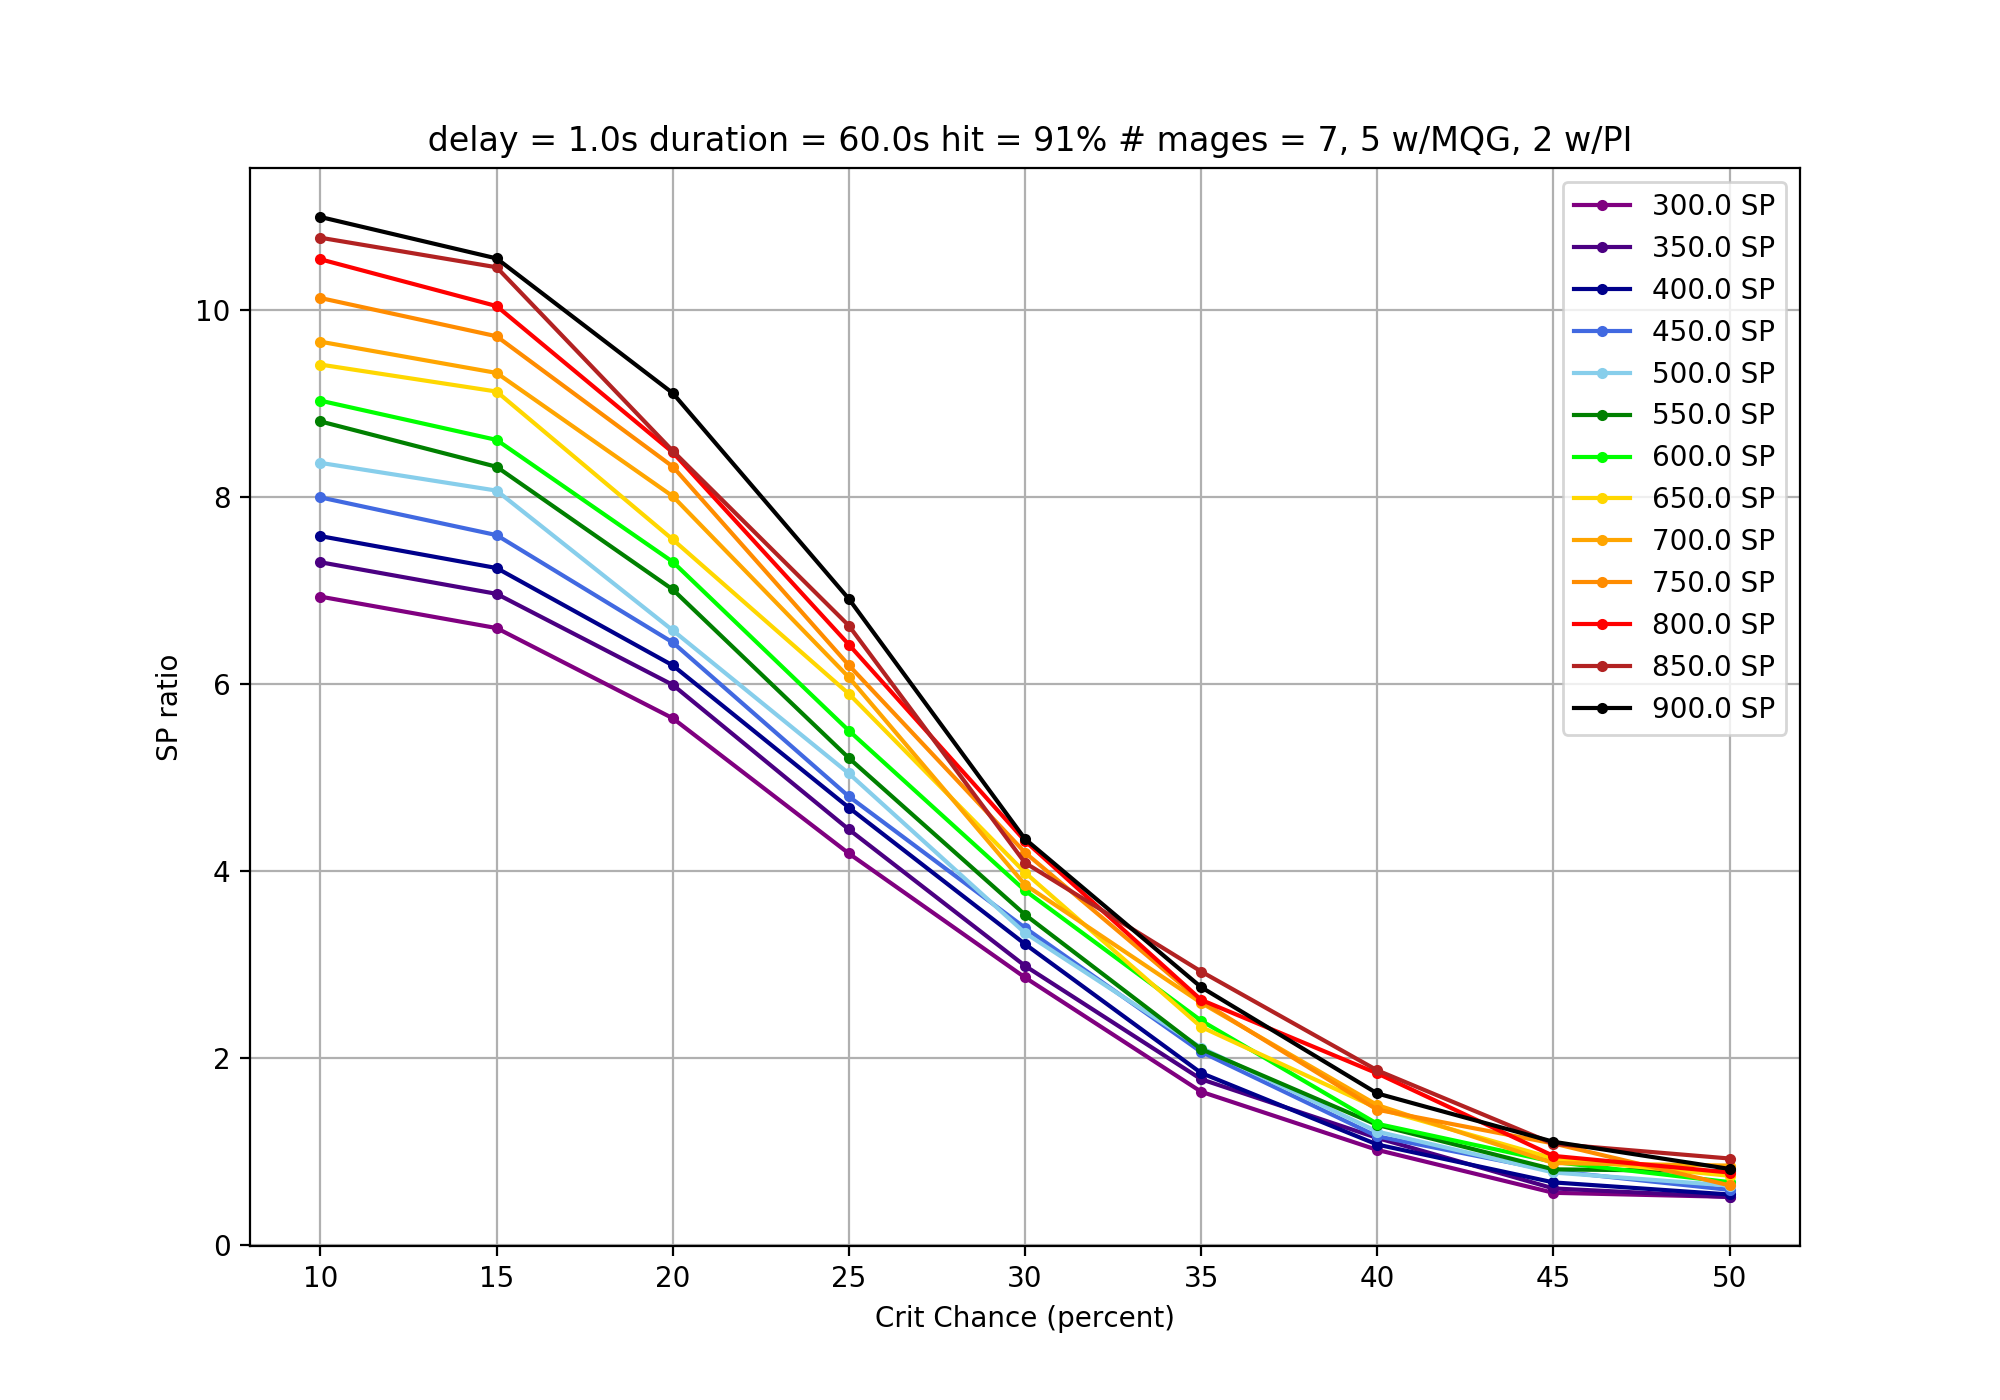 delay = 1.0s duration = 60.0s hit = 91% # mages = 7, 5 w/MQG, 2 w/PI
300.0 SP
350.0 SP
400.0 SP
450.0 SP
500.0 SP
550.0 SP
600.0 SP
650.0 SP
700.0 SP
750.0 SP
800.0 SP
850.0 SP
900.0 SP
SP ratio
10
8
6
4
2
0
10 15 20 25 30 35 40 45 50
Crit Chance (percent)